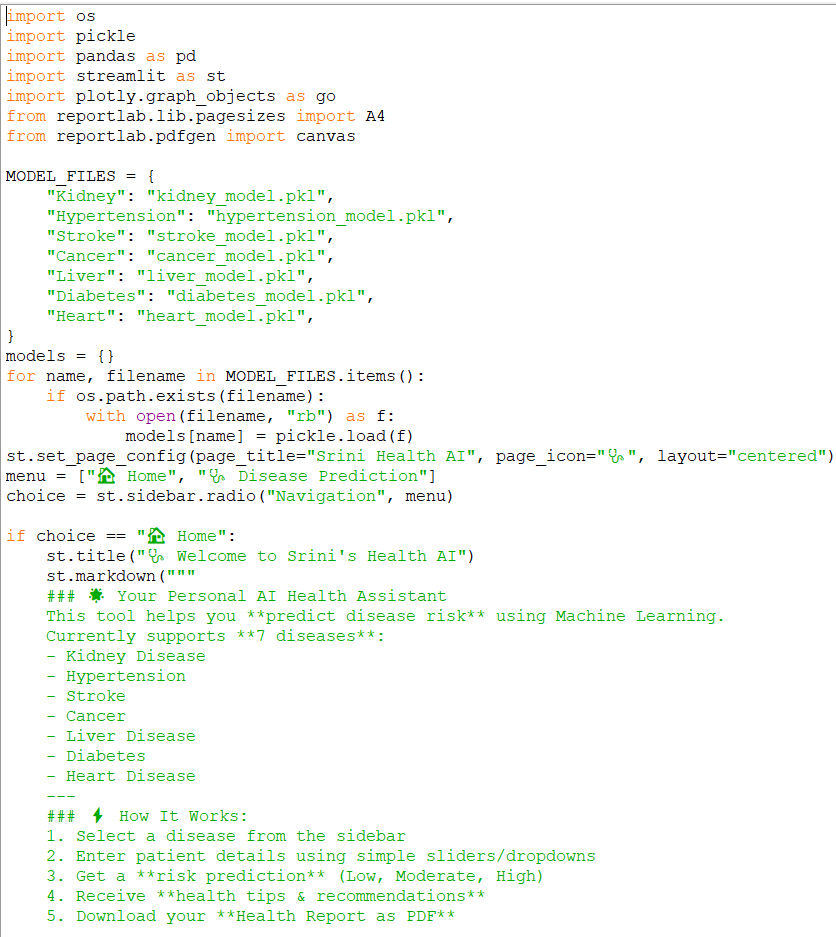 import os
import pickle
import pandas as pd
import streamlit as st
import plotly.graph_objects as go
from reportlab.lib.pagesizes import A4
from reportlab.pdfgen import canvas

MODEL_FILES = {
    "Kidney": "kidney_model.pkl",
    "Hypertension": "hypertension_model.pkl",
    "Stroke": "stroke_model.pkl",
    "Cancer": "cancer_model.pkl",
    "Liver": "liver_model.pkl",
    "Diabetes": "diabetes_model.pkl",
    "Heart": "heart_model.pkl",
}
models = {}
for name, filename in MODEL_FILES.items():
    if os.path.exists(filename):
        with open(filename, "rb") as f:
            models[name] = pickle.load(f)
st.set_page_config(page_title="Srini Health AI", page_icon="🩺", layout="centered")
menu = ["🏠 Home", "🩺 Disease Prediction"]
choice = st.sidebar.radio("Navigation", menu)

if choice == "🏠 Home":
    st.title("🩺 Welcome to Srini's Health AI")
    st.markdown("""
    ### 🌟 Your Personal AI Health Assistant
    This tool helps you **predict disease risk** using Machine Learning.
    Currently supports **7 diseases**:
    - Kidney Disease
    - Hypertension
    - Stroke
    - Cancer
    - Liver Disease
    - Diabetes
    - Heart Disease
    ---
    ### ⚡ How It Works:
    1. Select a disease from the sidebar
    2. Enter patient details using simple sliders/dropdowns
    3. Get a **risk prediction** (Low, Moderate, High)
    4. Receive **health tips & recommendations**
    5. Download your **Health Report as PDF**